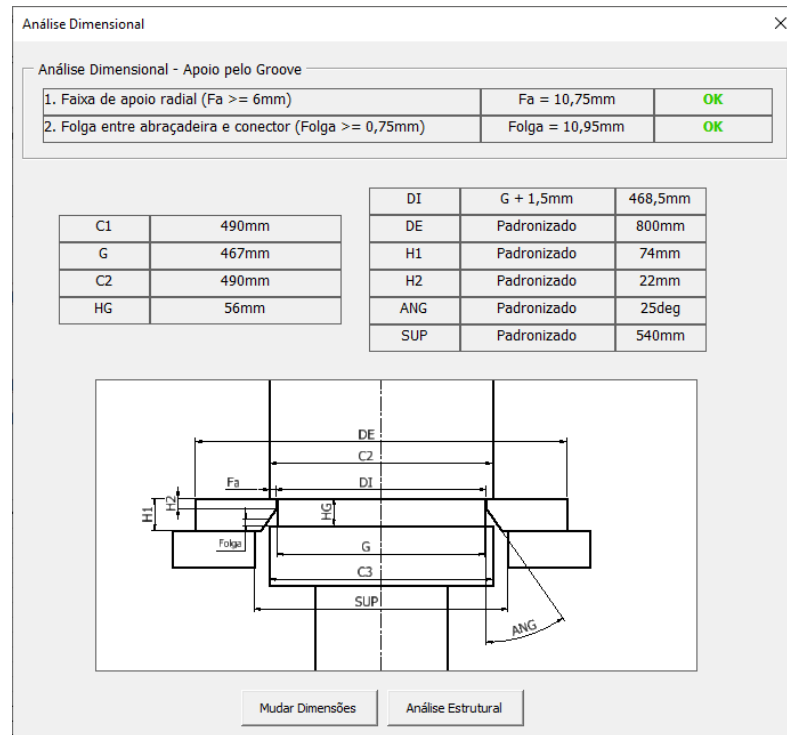 Análise Dimensional
Análise Dimensional - Apoio pelo Groove
1. Faixa de apoio radial (Fa >= 6mm) Fa = 10,75mm OK
2. Folga entre abraçadeira e conector (Folga >= 0,75mm) Folga = 10,95mm OK
C1 490mm
G 467mm
C2 490mm
HG 56mm
DI G + 1,5mm 468,5mm
DE Padronizado 800mm
H1 Padronizado 74mm
H2 Padronizado 22mm
ANG Padronizado 25deg
SUP Padronizado 540mm
DE
C2
Fa DI
H1 H2 HG
Folga
G
C3
SUP
ANG
Mudar Dimensões Análise Estrutural